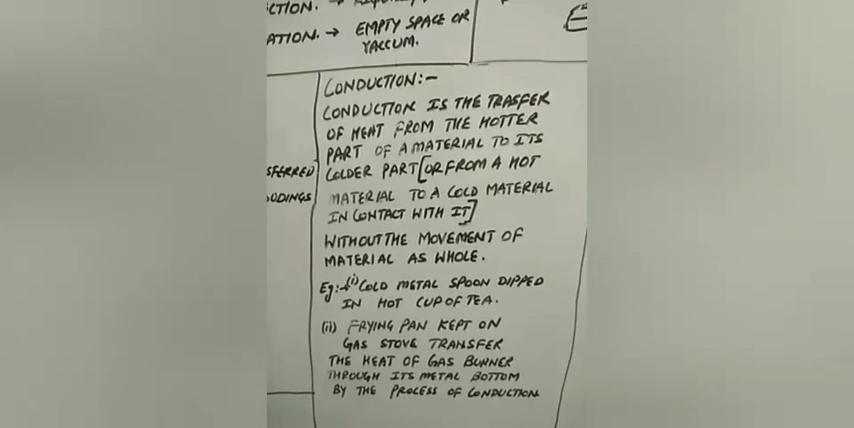 CTION. →
ATION. → EMPTY SPACE OR
VACCUM.
SFERRED
ODINGS
CONDUCTION:-
CONDUCTION IS THE TRASFER
OF HEAT FROM THE HOTTER
PART OF A MATERIAL TO ITS
COLDER PART [OR FROM A HOT
MATERIAL TO A COLD MATERIAL
IN CONTACT WITH IT]
WITHOUT THE MOVEMENT OF
MATERIAL AS WHOLE.
Eg:-(i) COLD METAL SPOON DIPPED
IN HOT CUP OF TEA.
(ii) FRYING PAN KEPT ON
GAS STOVE TRANSFER
THE HEAT OF GAS BURNER
THROUGH ITS METAL BOTTOM
BY THE PROCESS OF CONDUCTION